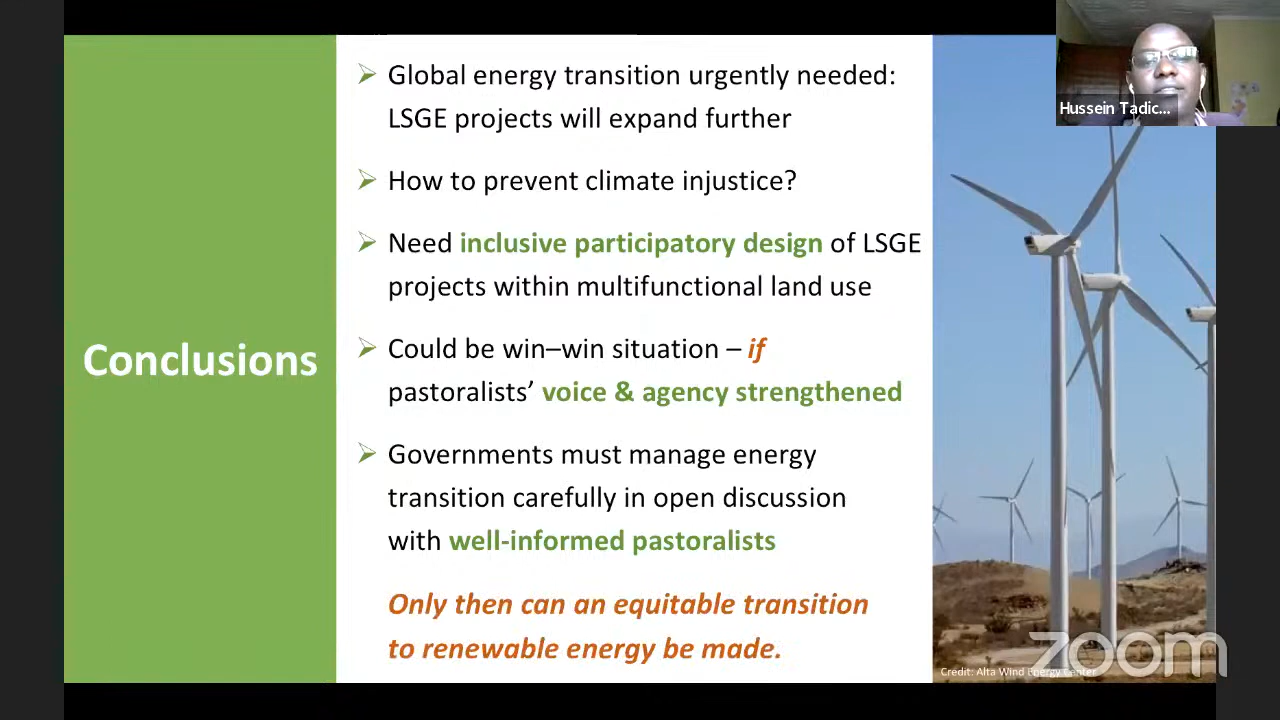 Conclusions
Global energy transition urgently needed:
LSGE projects will expand further
How to prevent climate injustice?
Need inclusive participatory design of LSGE
projects within multifunctional land use
Could be win–win situation – if
pastoralists’ voice & agency strengthened
Governments must manage energy
transition carefully in open discussion
with well-informed pastoralists
Only then can an equitable transition
to renewable energy be made.
Hussein Tadic...
Credit: Alta Wind Energy Center
zoom